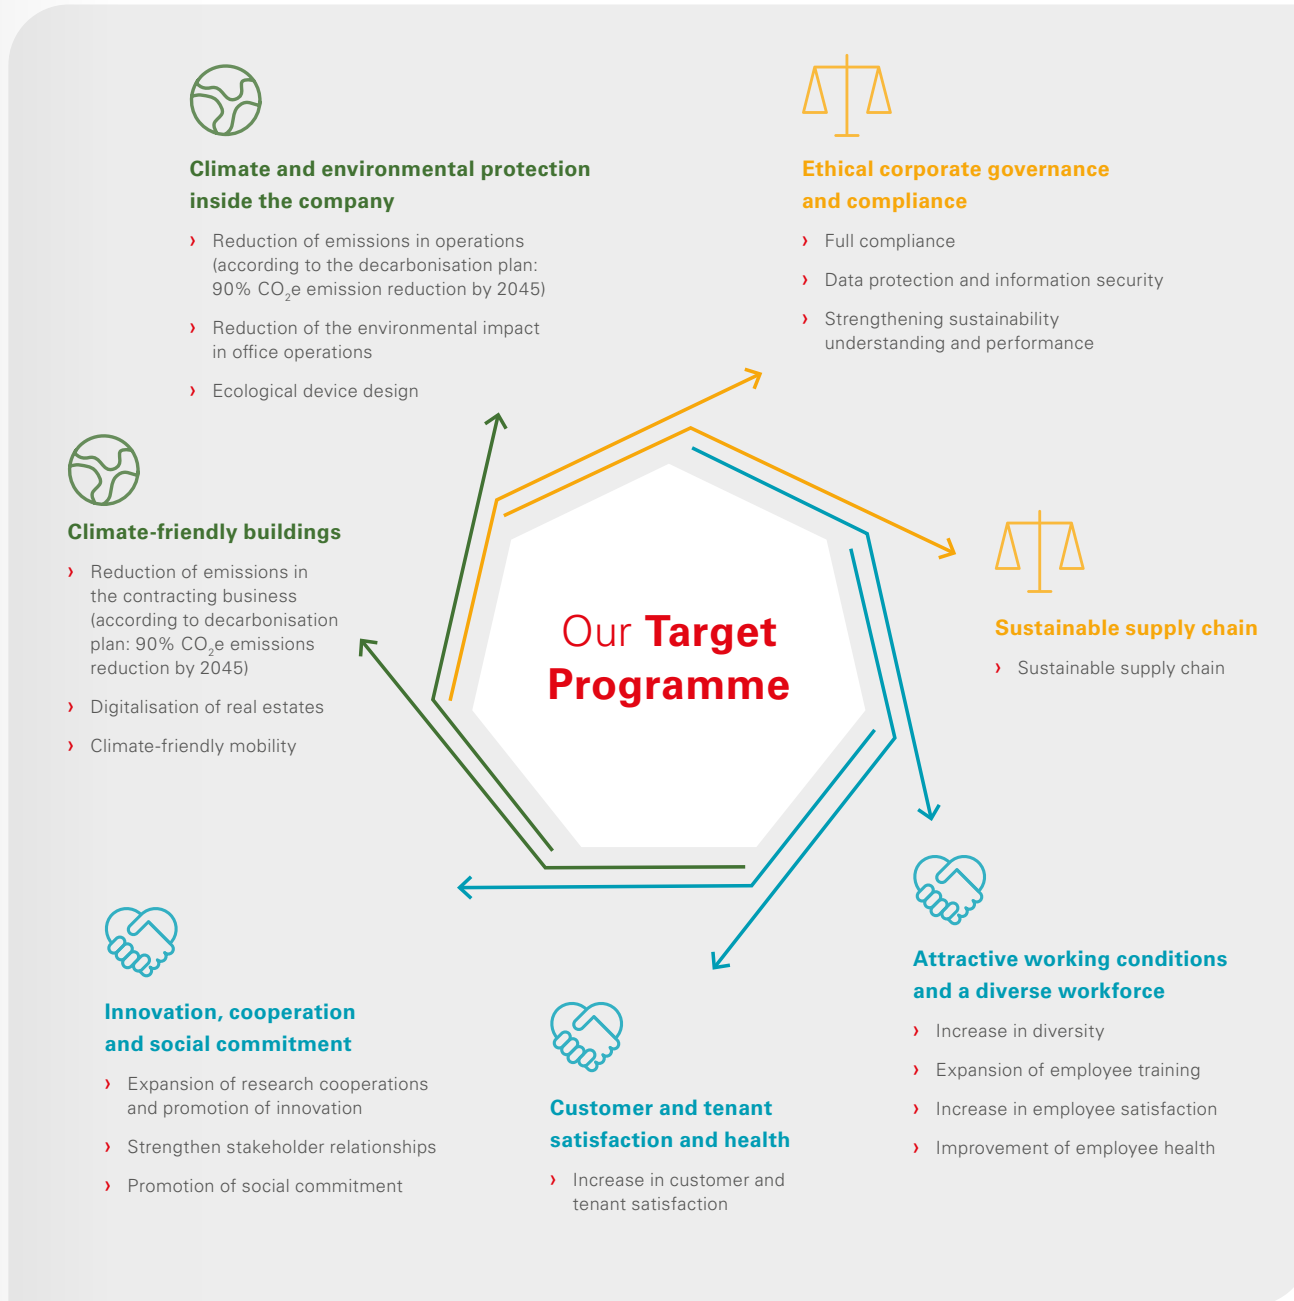 Climate and environmental protection
inside the company
› Reduction of emissions in operations
(according to the decarbonisation plan:
90% CO₂e emission reduction by 2045)
› Reduction of the environmental impact
in office operations
› Ecological device design
Ethical corporate governance
and compliance
› Full compliance
› Data protection and information security
› Strengthening sustainability
understanding and performance
Climate-friendly buildings
› Reduction of emissions in
the contracting business
(according to decarbonisation
plan: 90% CO₂e emissions
reduction by 2045)
› Digitalisation of real estates
› Climate-friendly mobility
Our Target
Programme
Sustainable supply chain
› Sustainable supply chain
Attractive working conditions
and a diverse workforce
› Increase in diversity
› Expansion of employee training
› Increase in employee satisfaction
› Improvement of employee health
Innovation, cooperation
and social commitment
› Expansion of research cooperations
and promotion of innovation
› Strengthen stakeholder relationships
› Promotion of social commitment
Customer and tenant
satisfaction and health
› Increase in customer and
tenant satisfaction